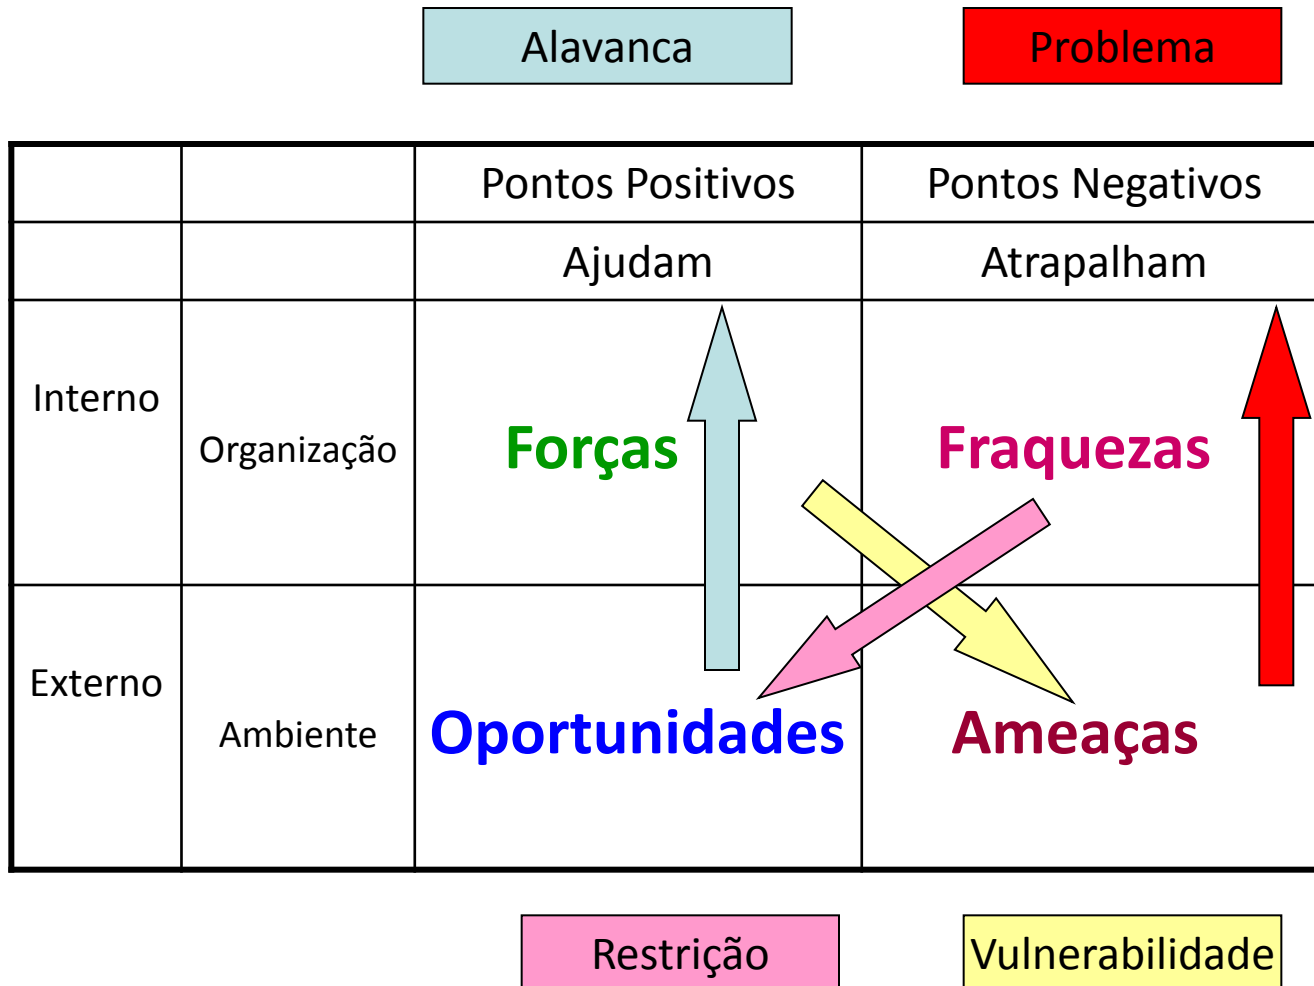 Alavanca
Problema
Pontos Positivos
Pontos Negativos
Ajudam
Atrapalham
Interno
Organização
Forças
Fraquezas
Externo
Ambiente
Oportunidades
Ameaças
Restrição
Vulnerabilidade